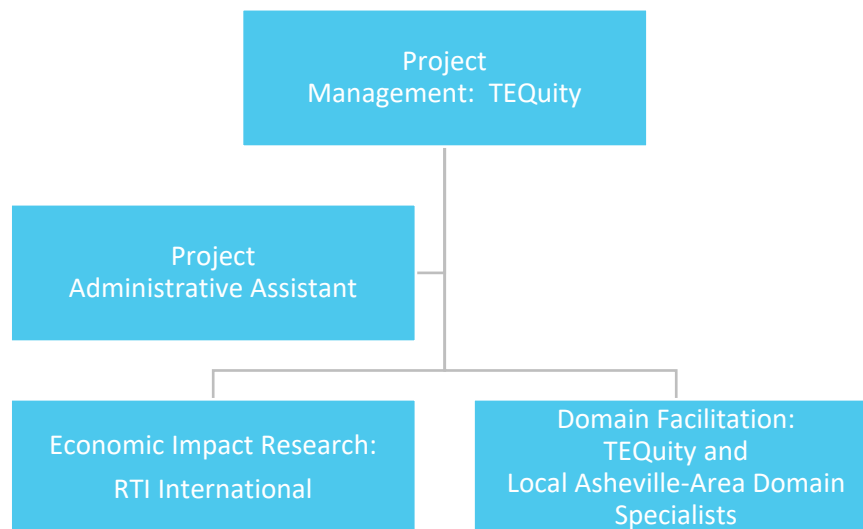 Project
Management:  TEQuity
Project
Administrative Assistant
Economic Impact Research:
RTI International
Domain Facilitation:
TEQuity and
Local Asheville-Area Domain
Specialists